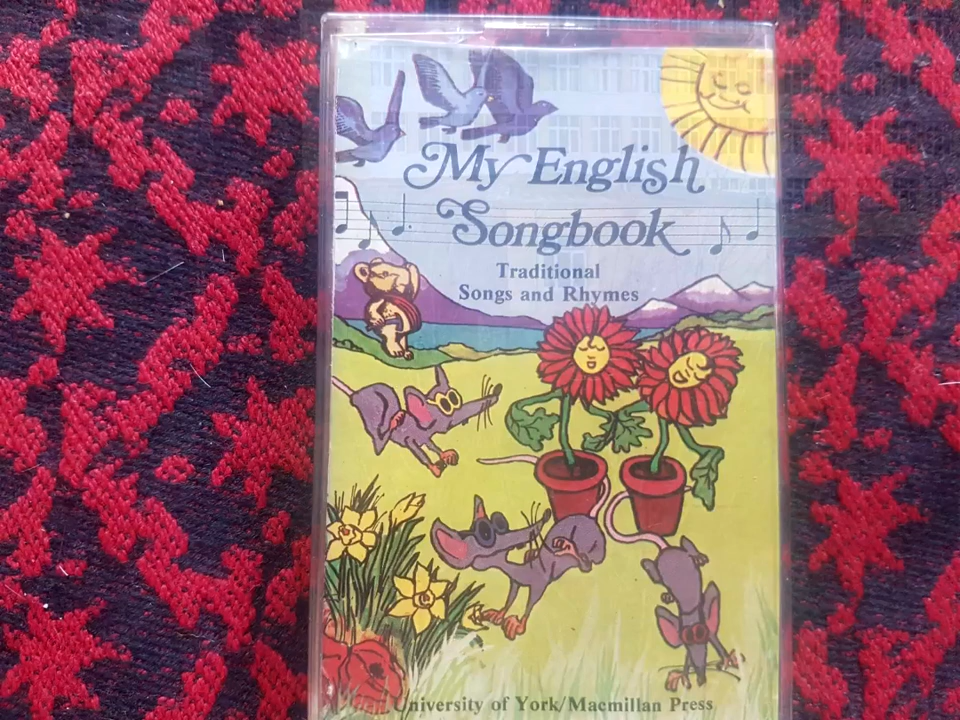 My English
Songbook
Traditional
Songs and Rhymes
University of York/Macmillan Press